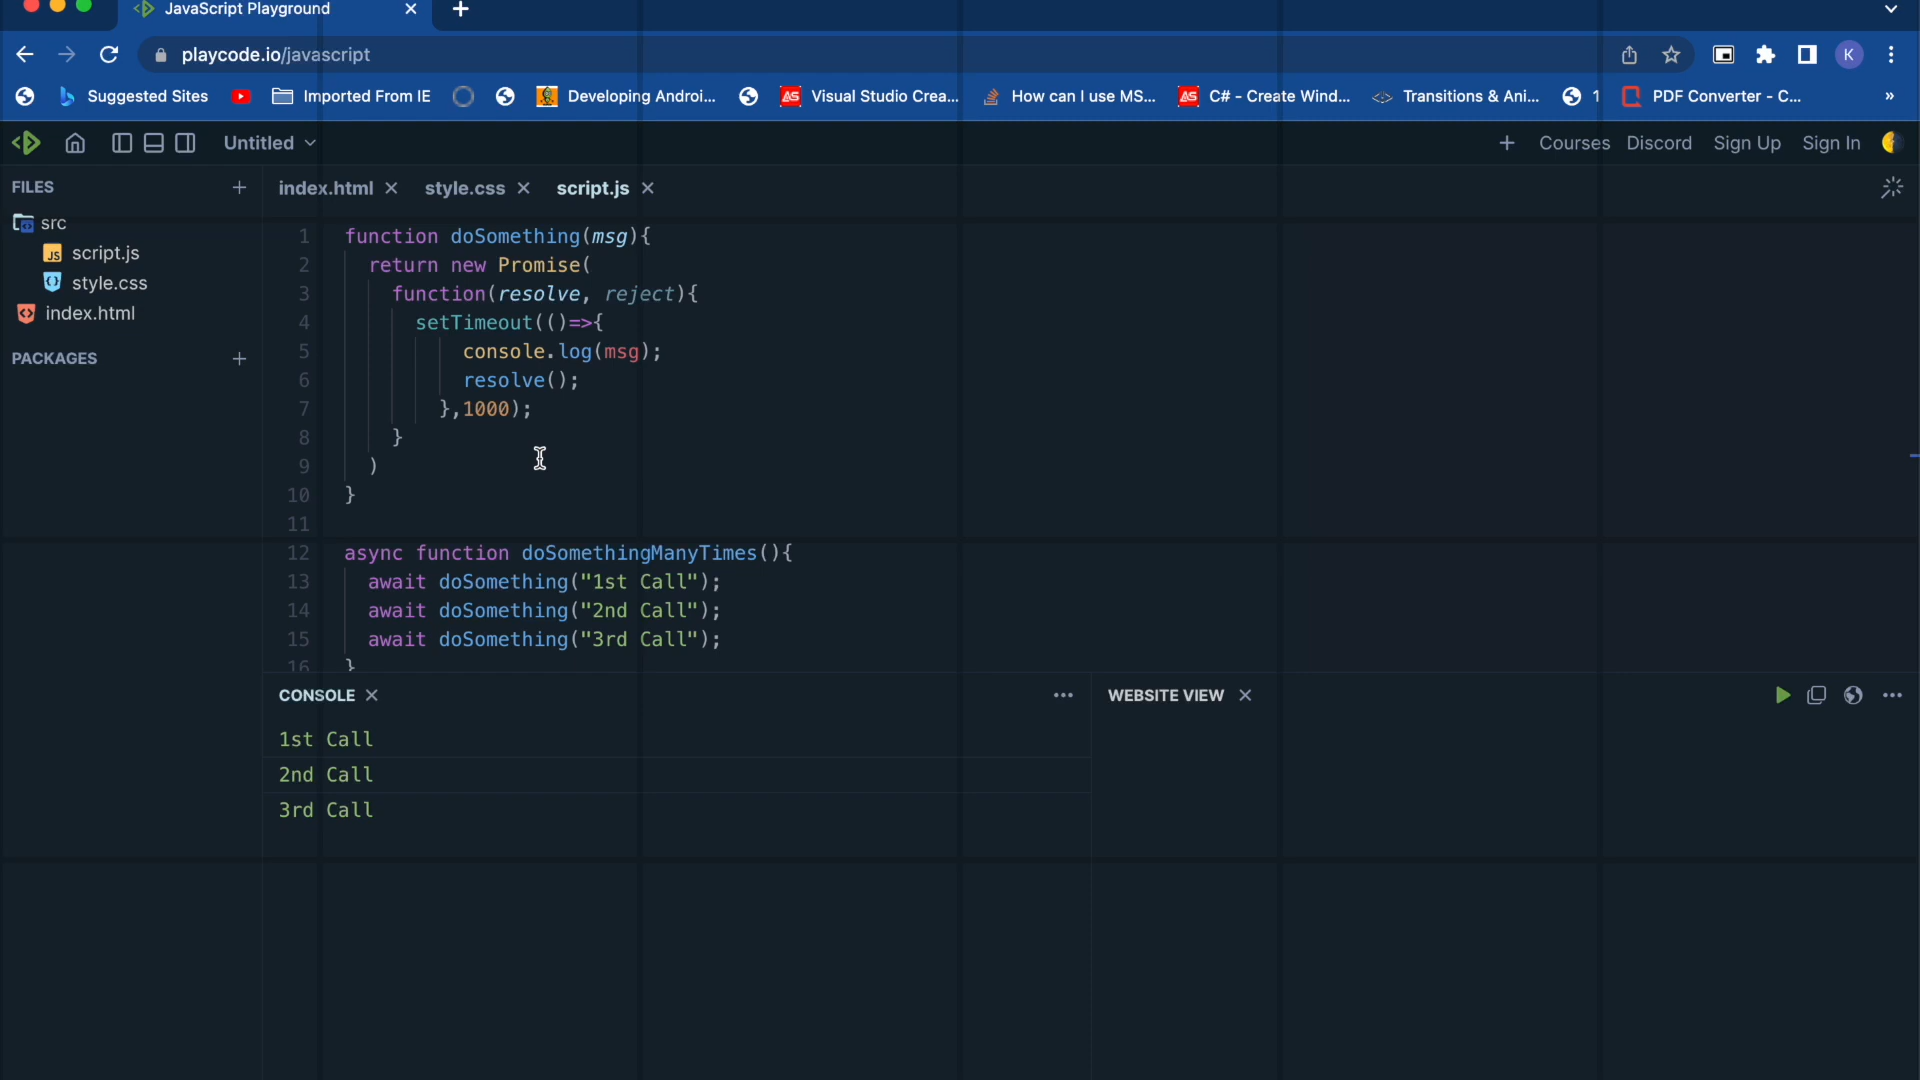 JavaScript Playground
playcode.io/javascript
K
Suggested Sites
Imported From IE
Developing Androi...
AS
Visual Studio Crea...
How can I use MS...
AS
C# - Create Wind...
Transitions & Ani...
1
PDF Converter - C...
»
Untitled
Courses
Discord
Sign Up
Sign In
FILES
src
JS script.js
style.css
index.html
PACKAGES
index.html
style.css
script.js
1 function doSomething(msg){
2 return new Promise(
3 function(resolve, reject){
4 setTimeout(()=>{
5 console.log(msg);
6 resolve();
7 },1000);
8 }
9 )
10 }
11
12 async function doSomethingManyTimes(){
13 await doSomething("1st Call");
14 await doSomething("2nd Call");
15 await doSomething("3rd Call");
16 }
CONSOLE
1st Call
2nd Call
3rd Call
WEBSITE VIEW